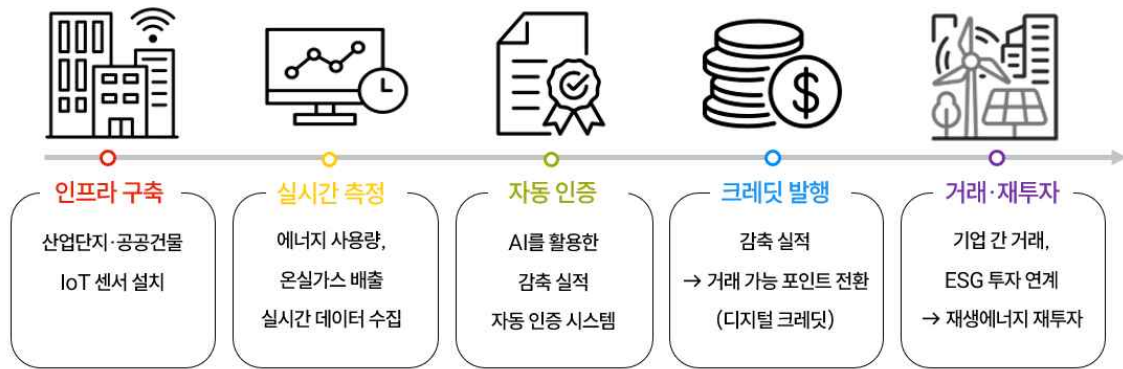 $
인프라 구축
산업단지·공공건물
IoT 센서 설치
실시간 측정
에너지 사용량,
온실가스 배출
실시간 데이터 수집
자동 인증
AI를 활용한
감축 실적
자동 인증 시스템
크레딧 발행
감축 실적
→ 거래 가능 포인트 전환
(디지털 크레딧)
거래·재투자
기업 간 거래,
ESG 투자 연계
→ 재생에너지 재투자